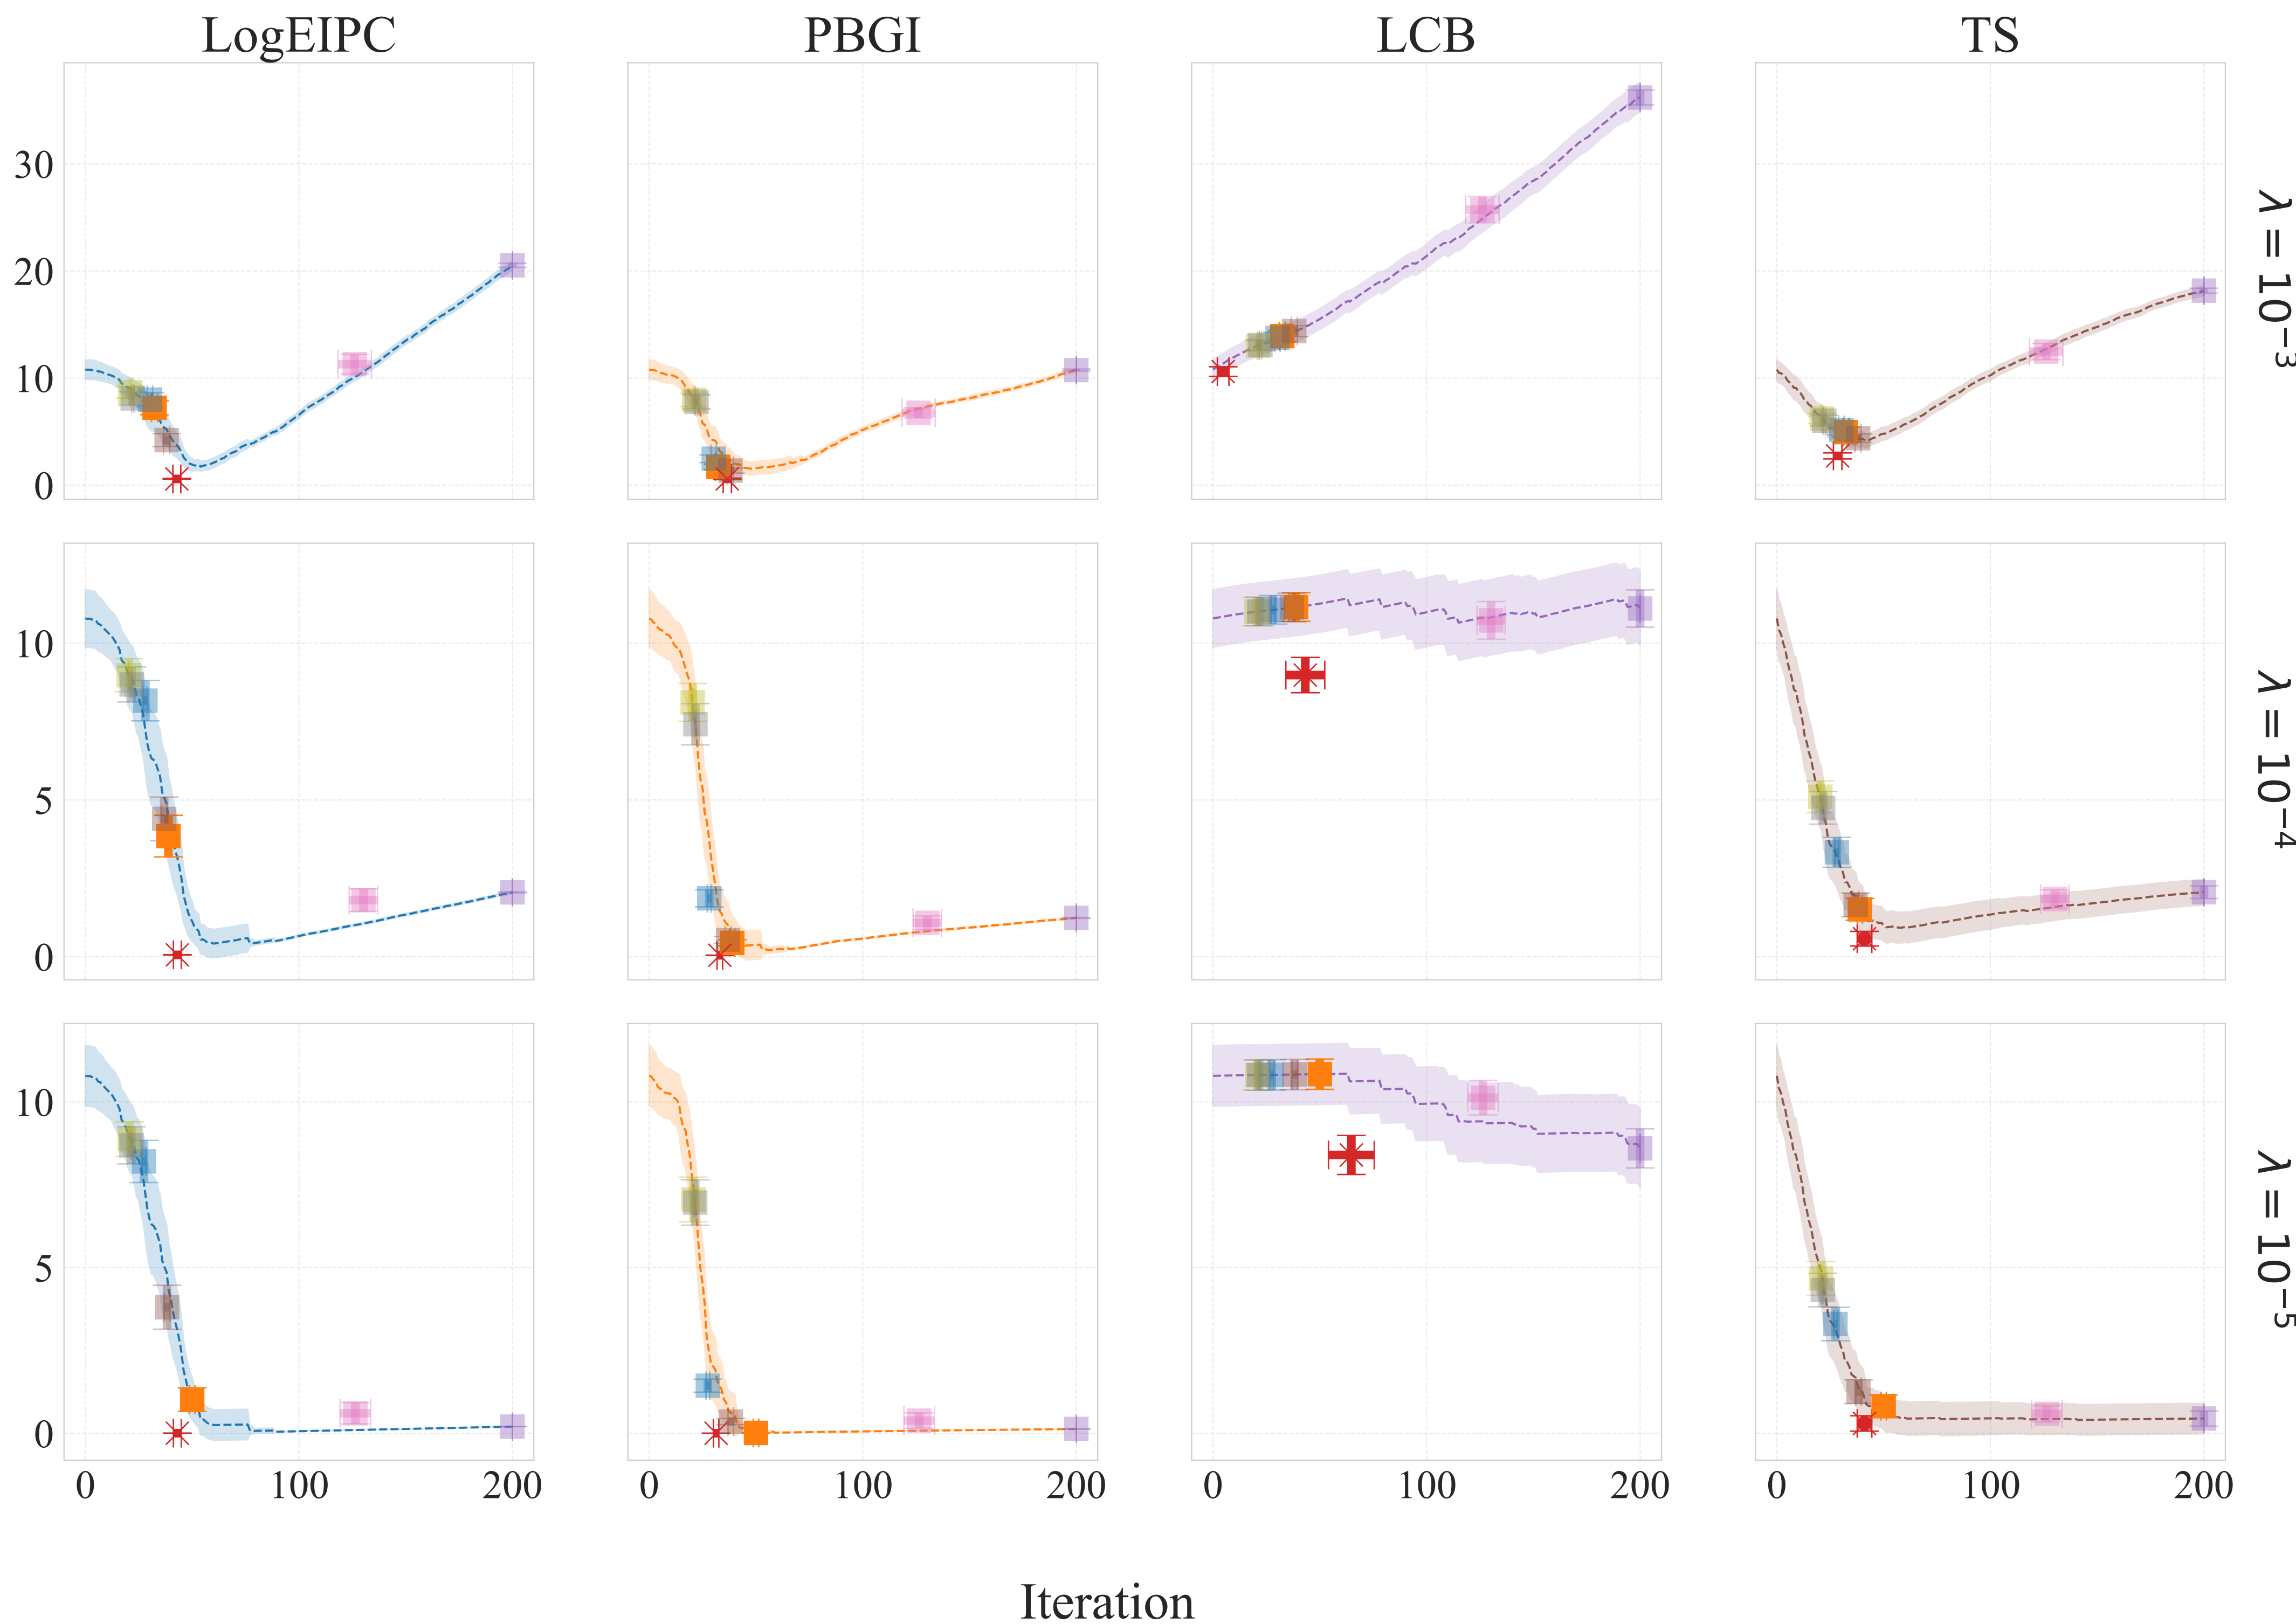 LogEIPC PBGI LCB TS
30
20
10
0
λ = 10⁻³
10
5
0
λ = 10⁻⁴
10
5
0
λ = 10⁻⁵
0 100 200 0 100 200 0 100 200 0 100 200
Iteration